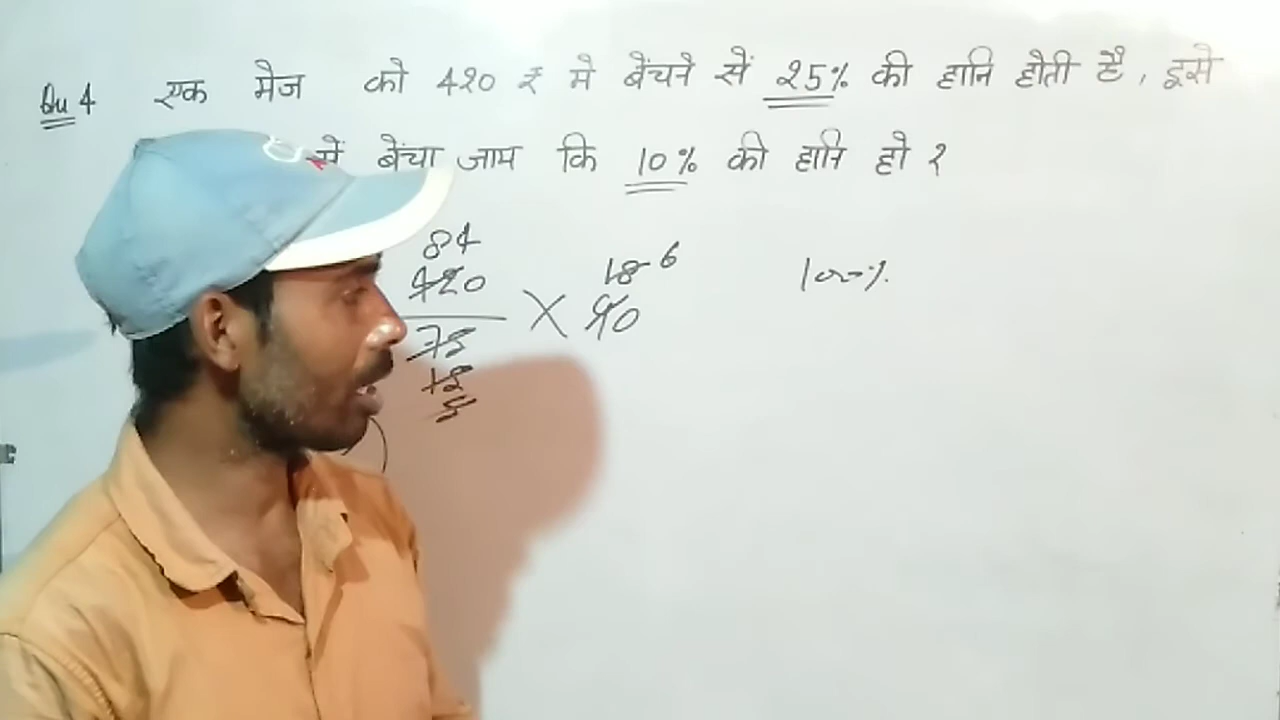 Qu 4 एक मेज को 420 ₹ मे बेंचने सें 25% की हानि होती है, इसे
में बेंचा जाय कि 10% की हानि हो ?
84
420 × 90
18 6
75
15
5
100%